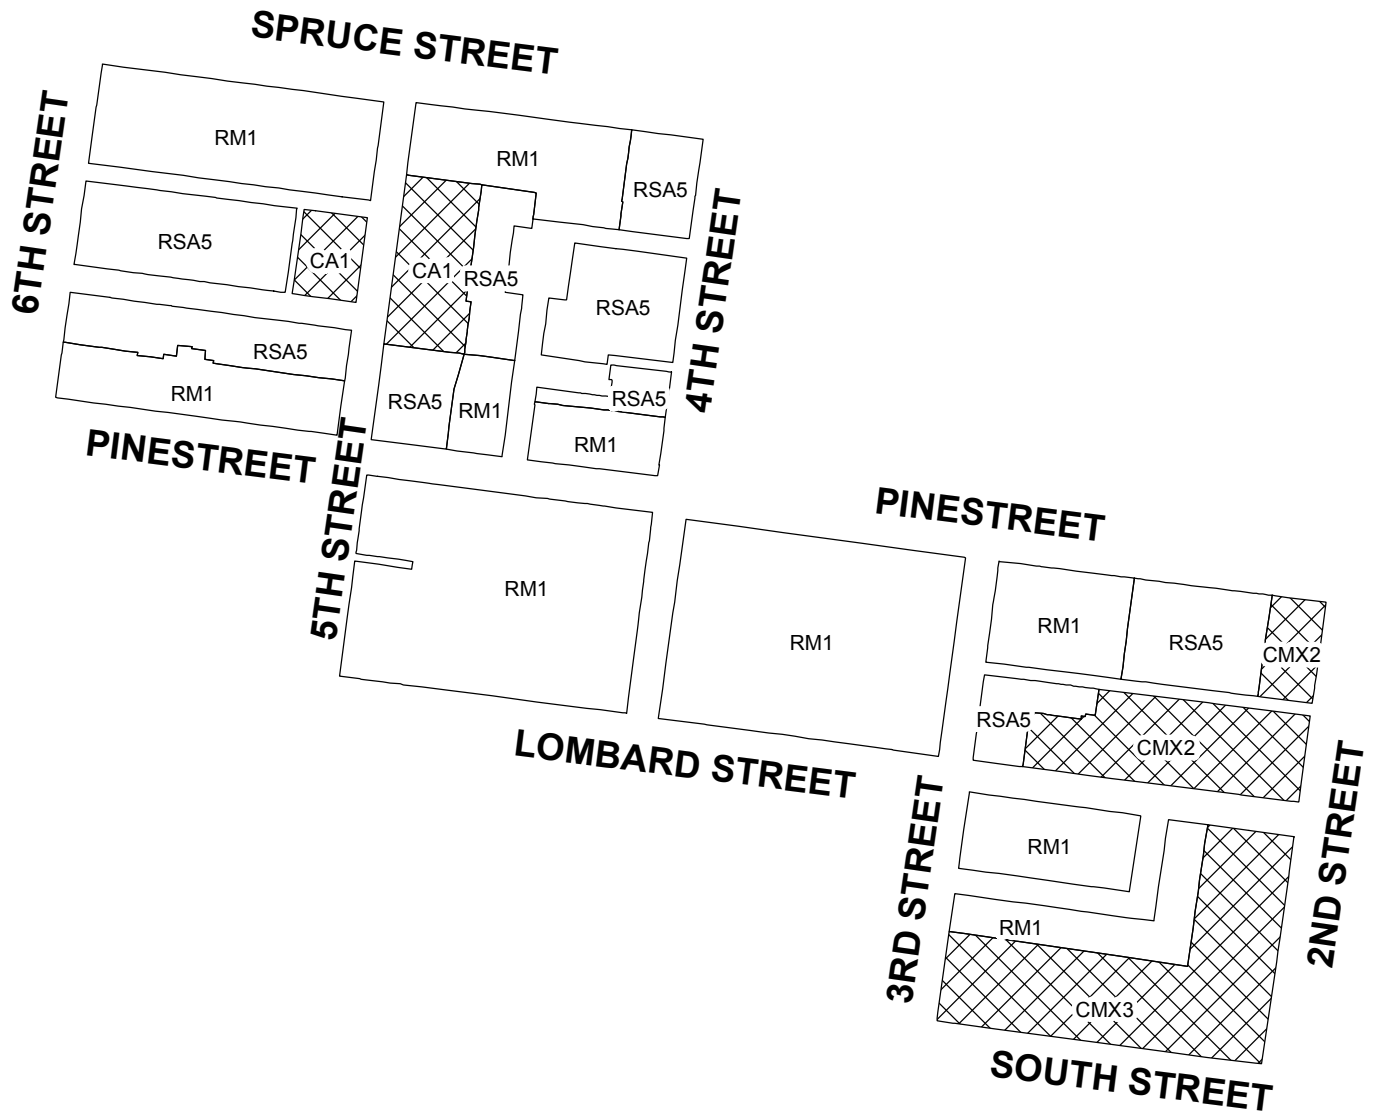 SPRUCE STREET
6TH STREET
RM1
RM1
RSA5
RSA5
CA1
CA1
RSA5
RSA5
4TH STREET
RSA5
RM1
RSA5
RM1
RSA5
RM1
PINESTREET
5TH STREET
RM1
RM1
PINESTREET
RM1
RSA5
CMX2
RSA5
CMX2
LOMBARD STREET
3RD STREET
2ND STREET
RM1
RM1
CMX3
SOUTH STREET